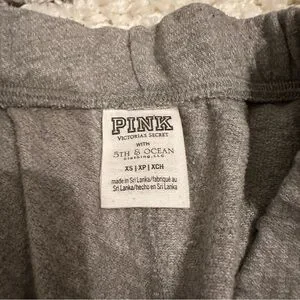 PINK
VICTORIA'S SECRET
WITH
5TH & OCEAN
Clothing, LLC
XS | XP | XCH
made in Sri Lanka/fabriqué au
Sri Lanka/hecho en Sri Lanka